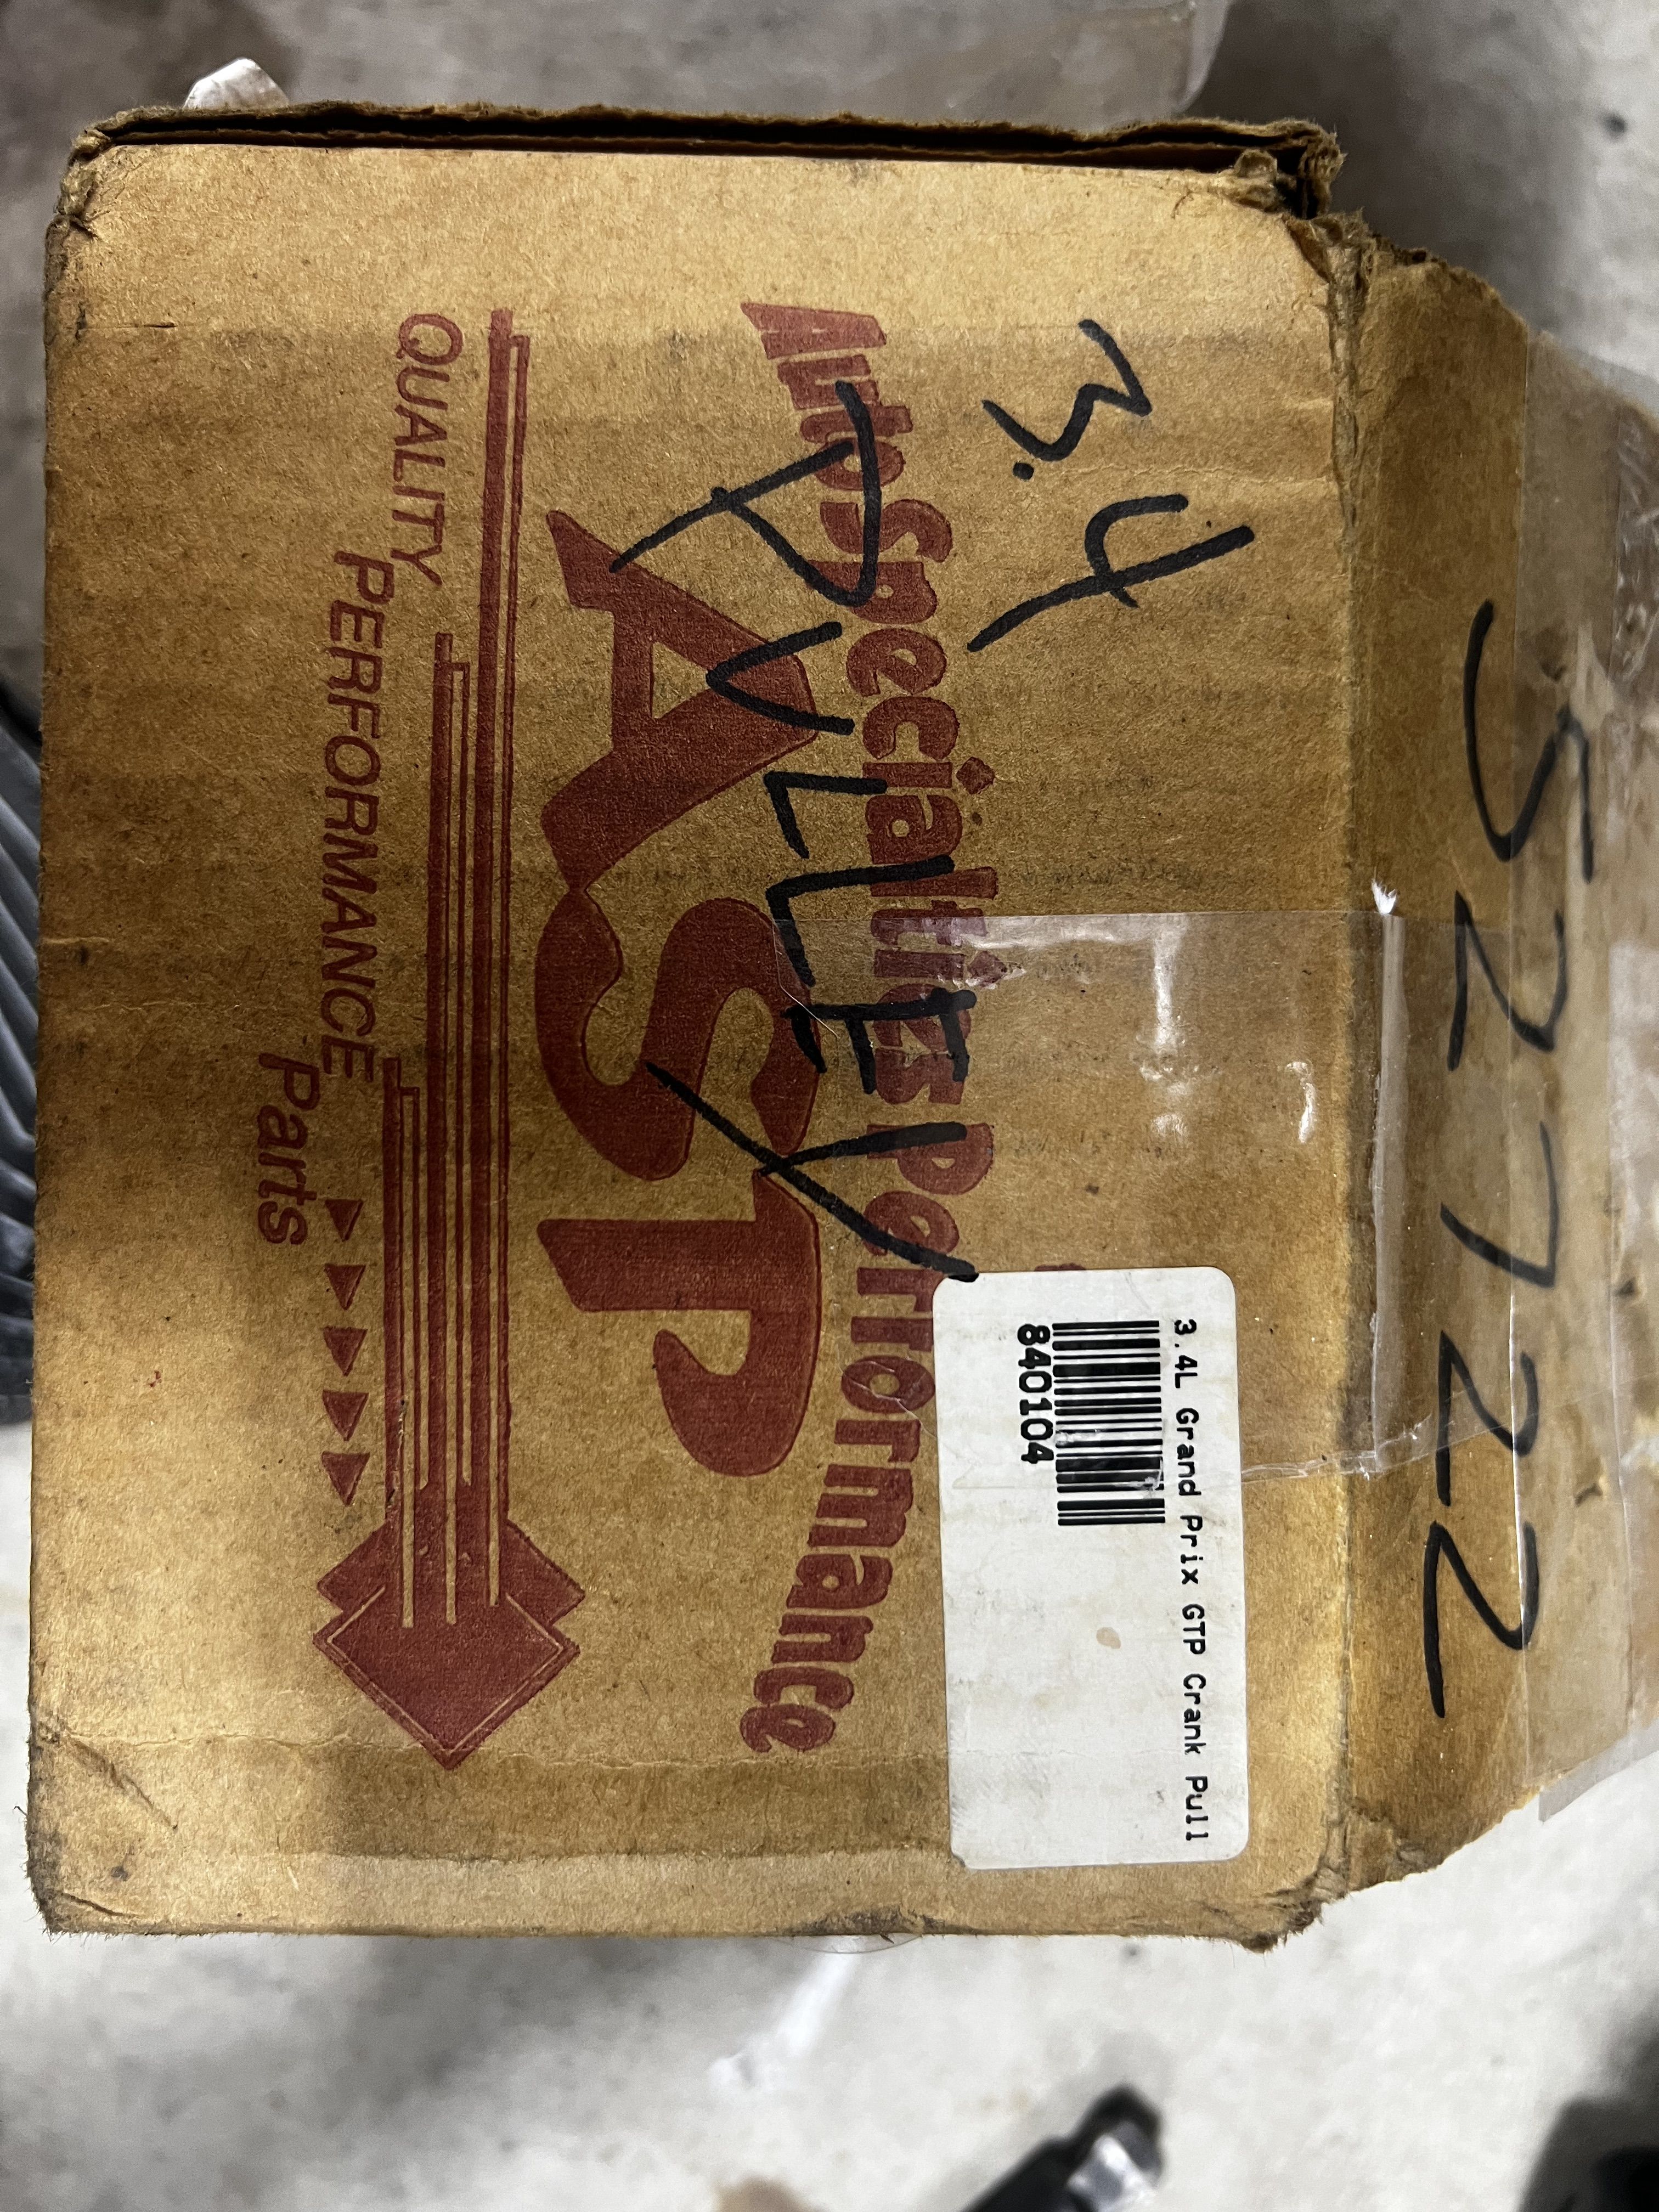 52722
3.4
PULLEY
3.4L Grand Prix GTP Crank Pull
840104
AutoSpecialties Performance
ASP
QUALITY PERFORMANCE Parts